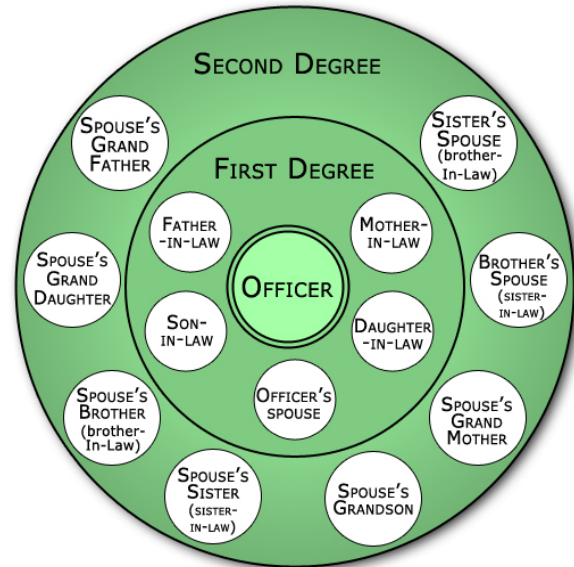 SECOND DEGREE
SPOUSE'S
GRAND
FATHER
SISTER'S
SPOUSE
(brother-
In-Law)
FIRST DEGREE
FATHER
-IN-LAW
MOTHER-
IN-LAW
SPOUSE'S
GRAND
DAUGHTER
OFFICER
BROTHER'S
SPOUSE
(SISTER-
IN-LAW)
SON-
IN-LAW
DAUGHTER
-IN-LAW
SPOUSE'S
BROTHER
(brother-
In-Law)
OFFICER'S
SPOUSE
SPOUSE'S
GRAND
MOTHER
SPOUSE'S
SISTER
(SISTER-
IN-LAW)
SPOUSE'S
GRANDSON